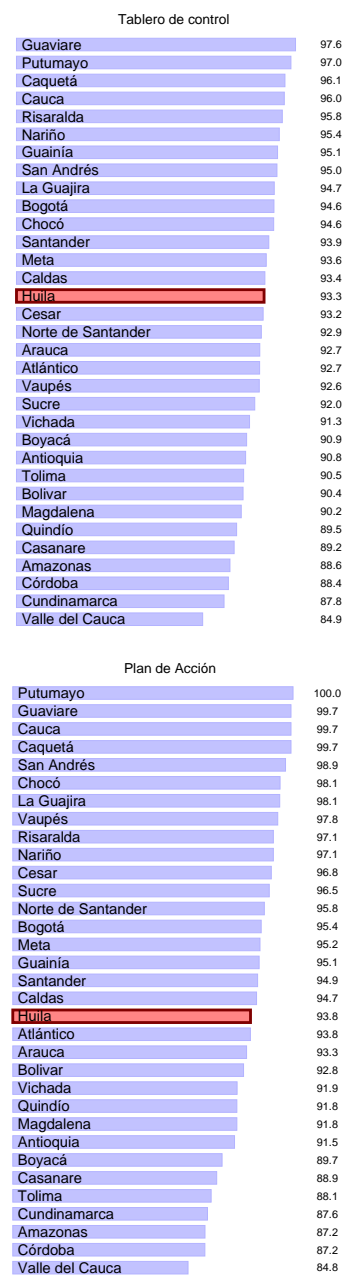 Tablero de control
Guaviare 97.6
Putumayo 97.0
Caquetá 96.1
Cauca 96.0
Risaralda 95.8
Nariño 95.4
Guainía 95.1
San Andrés 95.0
La Guajira 94.7
Bogotá 94.6
Chocó 94.6
Santander 93.9
Meta 93.6
Caldas 93.4
Huila 93.3
Cesar 93.2
Norte de Santander 92.9
Arauca 92.7
Atlántico 92.7
Vaupés 92.6
Sucre 92.0
Vichada 91.3
Boyacá 90.9
Antioquia 90.8
Tolima 90.5
Bolivar 90.4
Magdalena 90.2
Quindío 89.5
Casanare 89.2
Amazonas 88.6
Córdoba 88.4
Cundinamarca 87.8
Valle del Cauca 84.9
Plan de Acción
Putumayo 100.0
Guaviare 99.7
Cauca 99.7
Caquetá 99.7
San Andrés 98.9
Chocó 98.1
La Guajira 98.1
Vaupés 97.8
Risaralda 97.1
Nariño 97.1
Cesar 96.8
Sucre 96.5
Norte de Santander 95.8
Bogotá 95.4
Meta 95.2
Guainía 95.1
Santander 94.9
Caldas 94.7
Huila 93.8
Atlántico 93.8
Arauca 93.3
Bolivar 92.8
Vichada 91.9
Quindío 91.8
Magdalena 91.8
Antioquia 91.5
Boyacá 89.7
Casanare 88.9
Tolima 88.1
Cundinamarca 87.6
Amazonas 87.2
Córdoba 87.2
Valle del Cauca 84.8